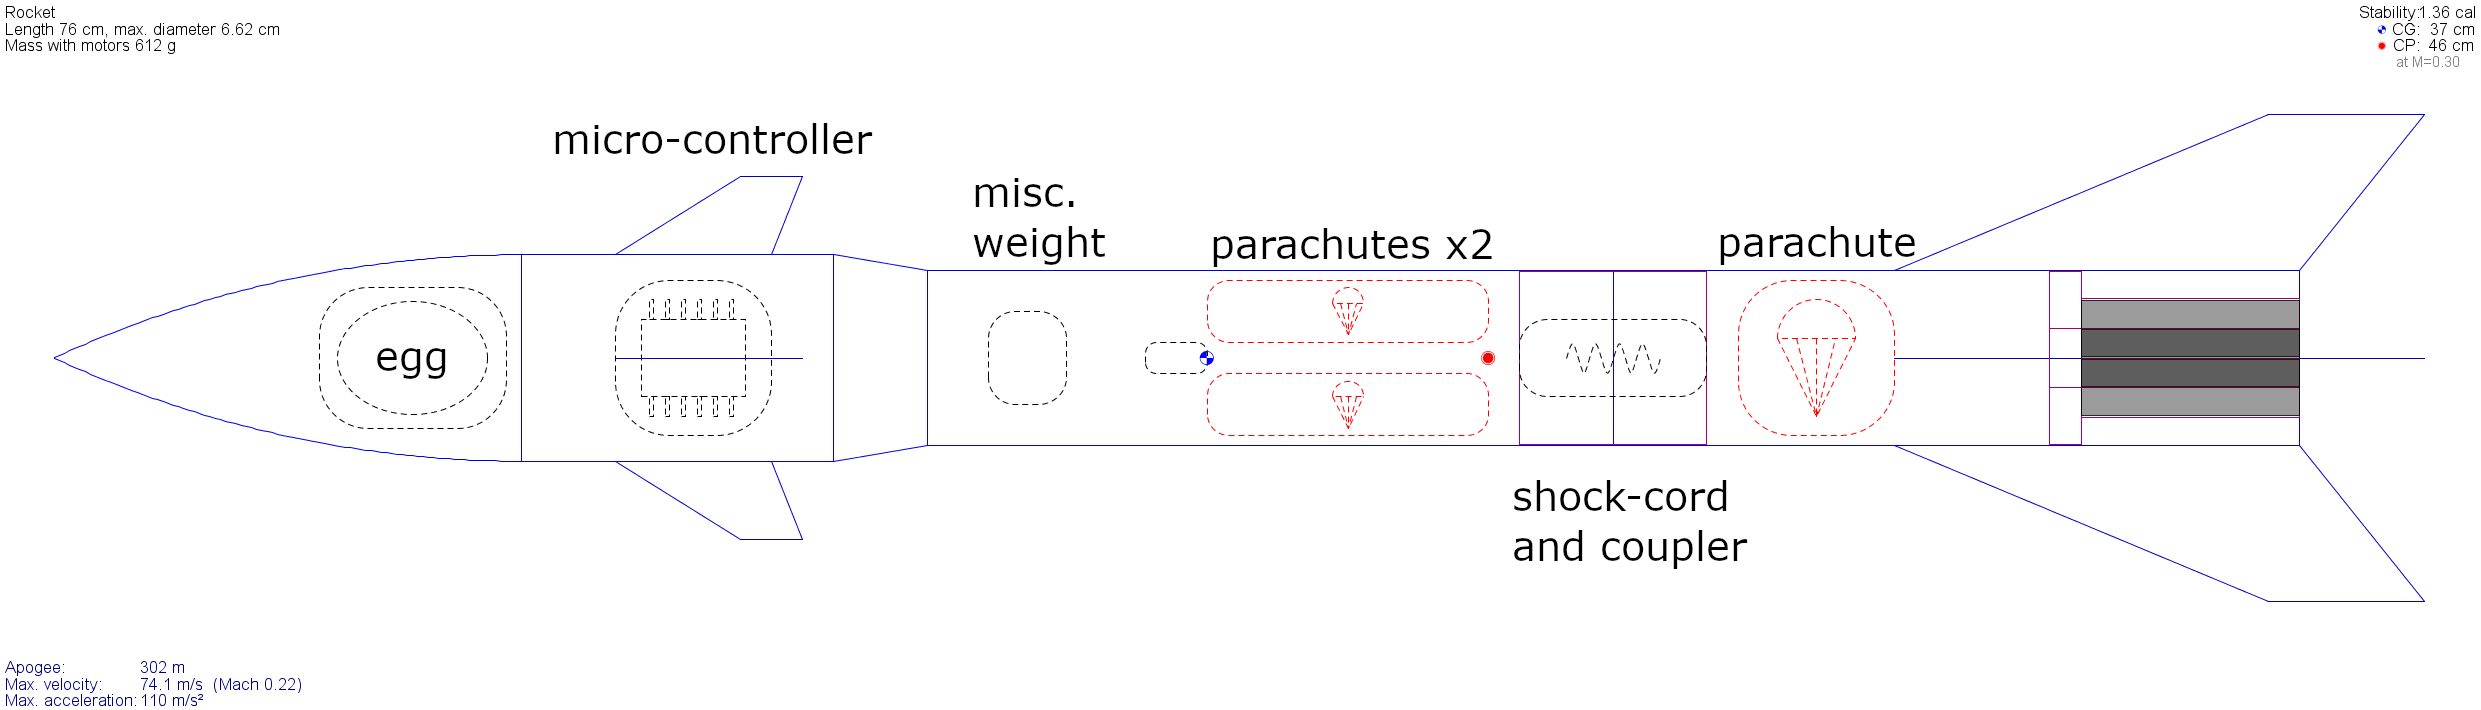 Rocket
Length 76 cm, max. diameter 6.62 cm
Mass with motors 612 g
Stability:1.36 cal
CG: 37 cm
CP: 46 cm
at M=0.30
micro-controller
misc.
weight
parachutes x2
parachute
egg
shock-cord
and coupler
Apogee: 302 m
Max. velocity: 74.1 m/s (Mach 0.22)
Max. acceleration: 110 m/s²